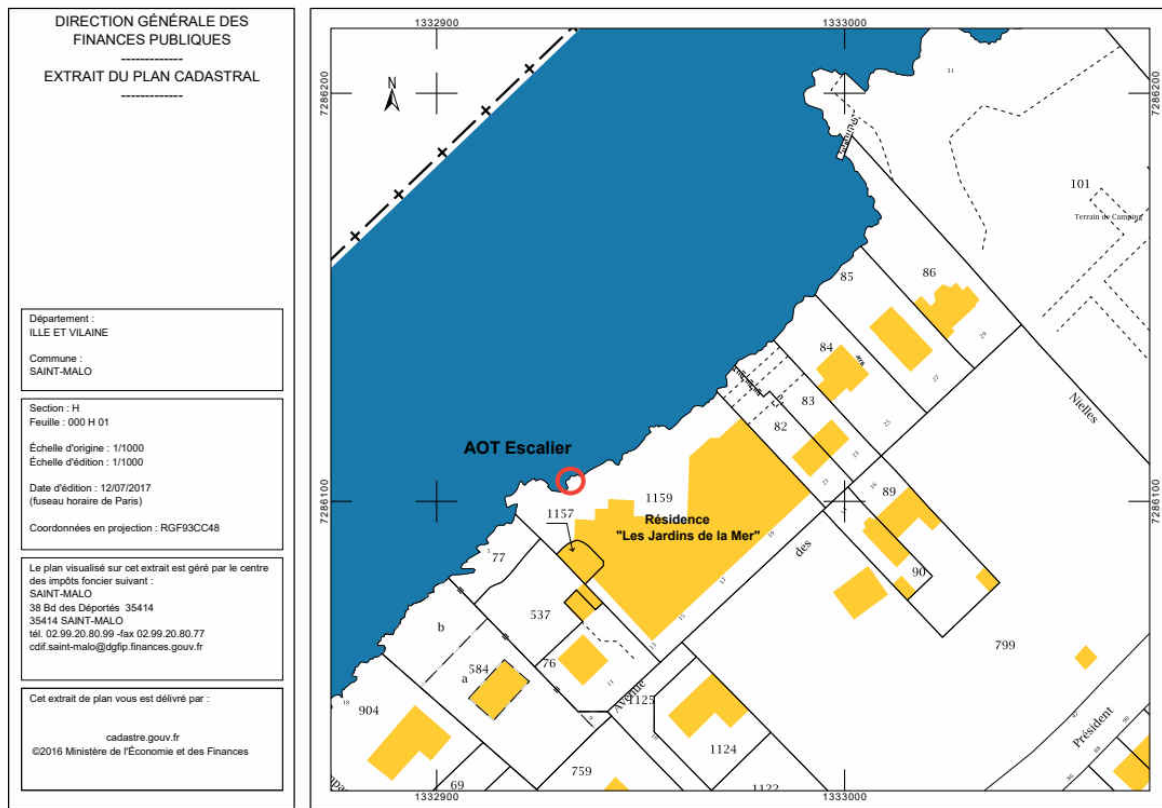 DIRECTION GÉNÉRALE DES
FINANCES PUBLIQUES
-------------
EXTRAIT DU PLAN CADASTRAL
-------------
Département :
ILLE ET VILAINE
Commune :
SAINT-MALO
Section : H
Feuille : 000 H 01
Échelle d'origine : 1/1000
Échelle d'édition : 1/1000
Date d'édition : 12/07/2017
(fuseau horaire de Paris)
Coordonnées en projection : RGF93CC48
Le plan visualisé sur cet extrait est géré par le centre
des impôts foncier suivant :
SAINT-MALO
38 Bd des Déportés 35414
35414 SAINT-MALO
tél. 02.99.20.80.99 -fax 02.99.20.80.77
cdif.saint-malo@dgfip.finances.gouv.fr
Cet extrait de plan vous est délivré par :
cadastre.gouv.fr
©2016 Ministère de l'Économie et des Finances
1332900
1333000
N
7286200
7286200
101
Terrain de Camping
86
85
84
83
82
Nielles
AOT Escalier
7286100
7286100
1159
1157
Résidence
"Les Jardins de la Mer"
89
des
90
77
537
799
b
584
a
76
Avenue
1125
904
1124
Président
759
69
1122
1332900
1333000